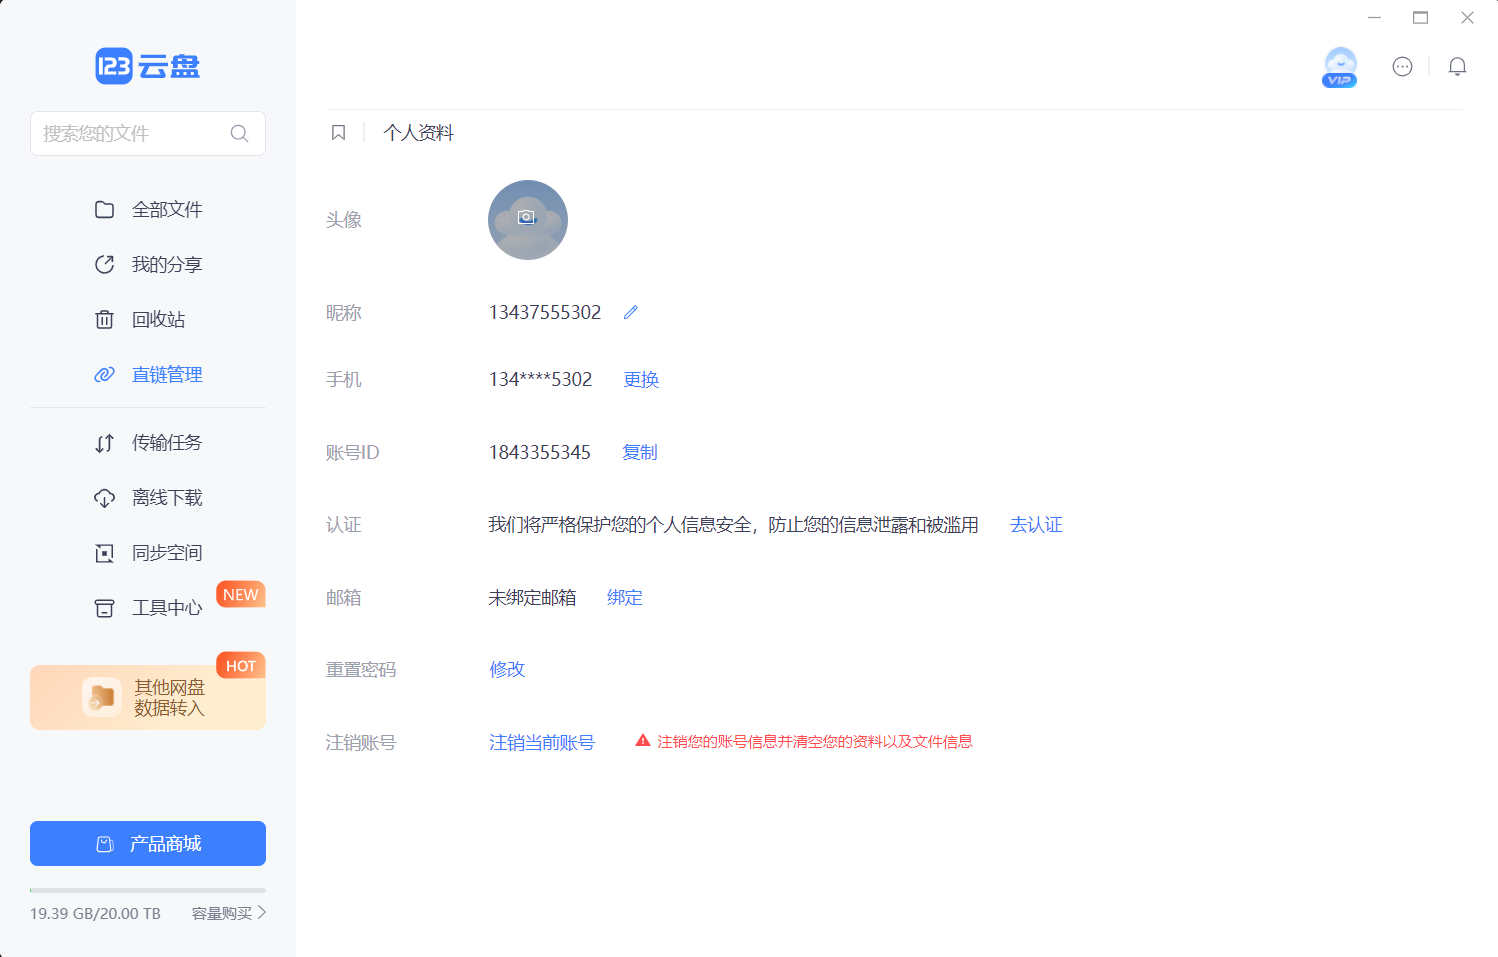 123云盘
搜索您的文件
全部文件
我的分享
回收站
直链管理
传输任务
离线下载
同步空间
工具中心
NEW
HOT
其他网盘
数据转入
产品商城
19.39 GB/20.00 TB
容量购买
VIP
个人资料
头像
昵称 13437555302
手机 134****5302 更换
账号ID 1843355345 复制
认证 我们将严格保护您的个人信息安全，防止您的信息泄露和被滥用 去认证
邮箱 未绑定邮箱 绑定
重置密码 修改
注销账号 注销当前账号 注销您的账号信息并清空您的资料以及文件信息